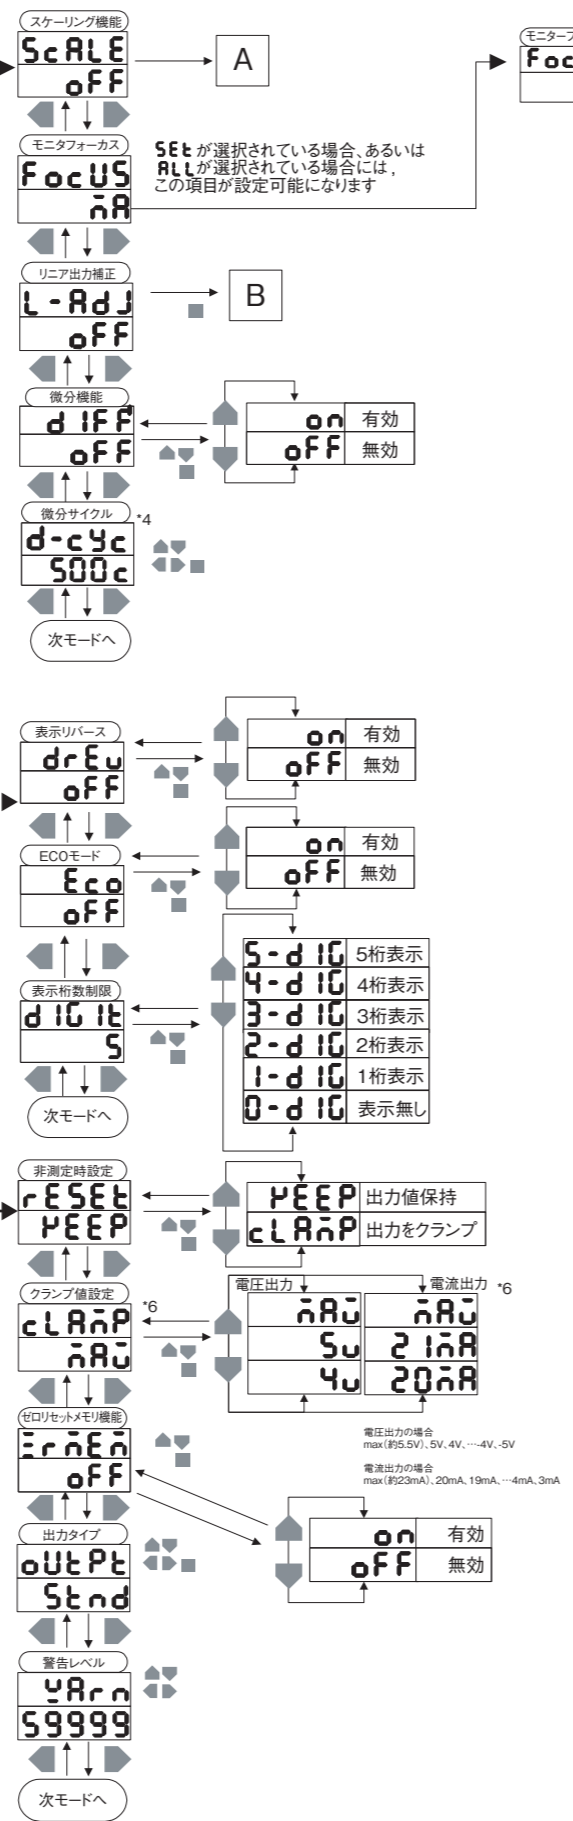 スケーリング機能
ScALE
oFF
A
モニタフォーカス
FocUS
mA
SEt が選択されている場合、あるいは
ALL が選択されている場合には，
この項目が設定可能になります
Foc
リニア出力補正
L-AdJ
oFF
B
微分機能
dIFF
oFF
on 有効
oFF 無効
微分サイクル *4
d-cyc
500c
次モードへ
表示リバース
drEv
oFF
on 有効
oFF 無効
ECOモード
Eco
oFF
on 有効
oFF 無効
表示桁数制限
dIGIt
5
5-dIG 5桁表示
4-dIG 4桁表示
3-dIG 3桁表示
2-dIG 2桁表示
1-dIG 1桁表示
0-dIG 表示無し
次モードへ
非測定時設定
rESEt
KEEP
KEEP 出力値保持
cLAmP 出力をクランプ
クランプ値設定 *6
cLAmP
mAX
電圧出力
mAX
5v
4v
電流出力 *6
mAX
21mA
20mA
電圧出力の場合
max（約5.5V）、5V、4V、…-4V、-5V
電流出力の場合
max（約23mA）、20mA、19mA、…4mA、3mA
ゼロリセットメモリ機能
ZrmEm
oFF
on 有効
oFF 無効
出力タイプ
oUtPt
Stnd
警告レベル
WArn
59999
次モードへ